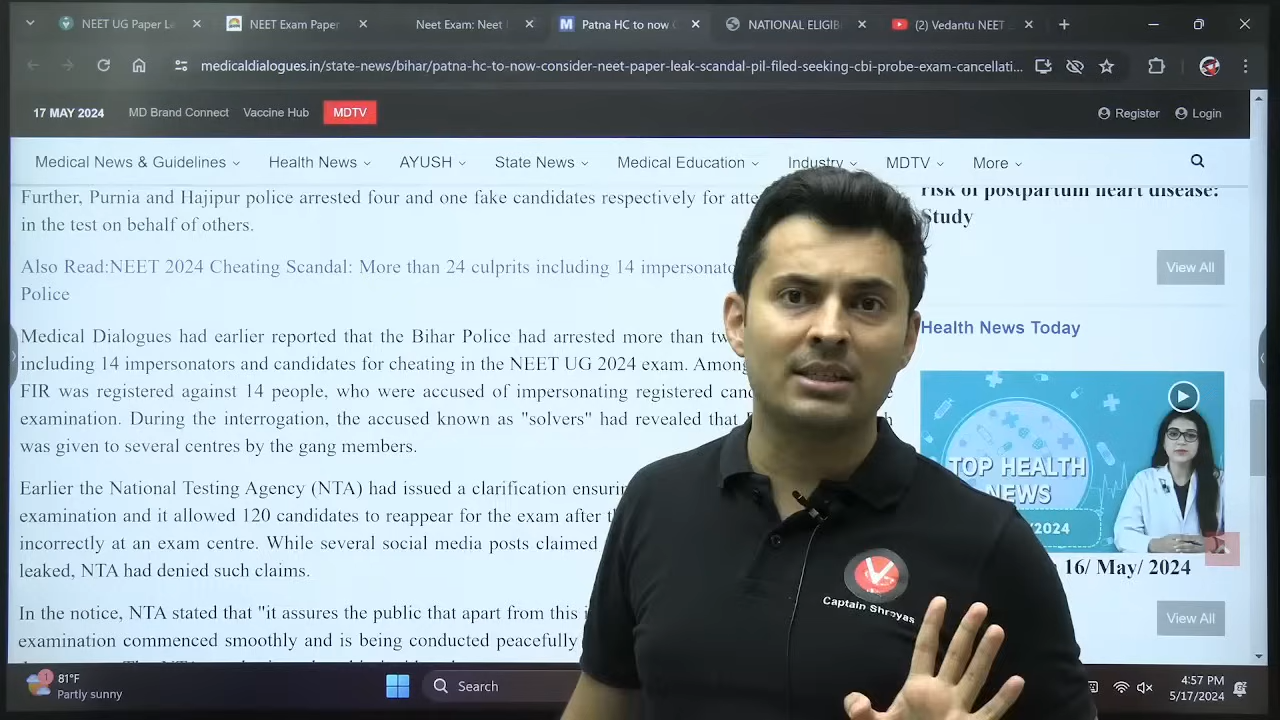 NEET UG Paper Le
NEET Exam Paper
Neet Exam: Neet
Patna HC to now
NATIONAL ELIGIB
(2) Vedantu NEET
medicaldialogues.in/state-news/bihar/patna-hc-to-now-consider-neet-paper-leak-scandal-pil-filed-seeking-cbi-probe-exam-cancellati...
17 MAY 2024 MD Brand Connect Vaccine Hub MDTV Register Login
Medical News & Guidelines Health News AYUSH State News Medical Education Industry MDTV More
Further, Purnia and Hajipur police arrested four and one fake candidates respectively for atte
in the test on behalf of others.
Also Read:NEET 2024 Cheating Scandal: More than 24 culprits including 14 impersonato
Police
Medical Dialogues had earlier reported that the Bihar Police had arrested more than tw
including 14 impersonators and candidates for cheating in the NEET UG 2024 exam. Among
FIR was registered against 14 people, who were accused of impersonating registered cand
examination. During the interrogation, the accused known as "solvers" had revealed that
was given to several centres by the gang members.
Earlier the National Testing Agency (NTA) had issued a clarification ensurin
examination and it allowed 120 candidates to reappear for the exam after t
incorrectly at an exam centre. While several social media posts claimed
leaked, NTA had denied such claims.
In the notice, NTA stated that "it assures the public that apart from this i
examination commenced smoothly and is being conducted peacefully
risk of postpartum heart disease:
Study
View All
Health News Today
TOP HEALTH
NEWS
/2024
16/ May/ 2024
View All
Captain Shreyas
1
81°F
Partly sunny
Search
4:57 PM
5/17/2024